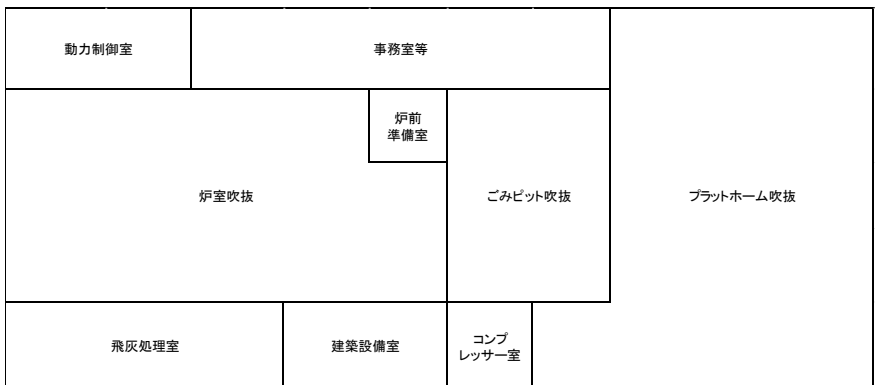 動力制御室
事務室等
炉前
準備室
炉室吹抜
ごみピット吹抜
プラットホーム吹抜
飛灰処理室
建築設備室
コンプ
レッサー室